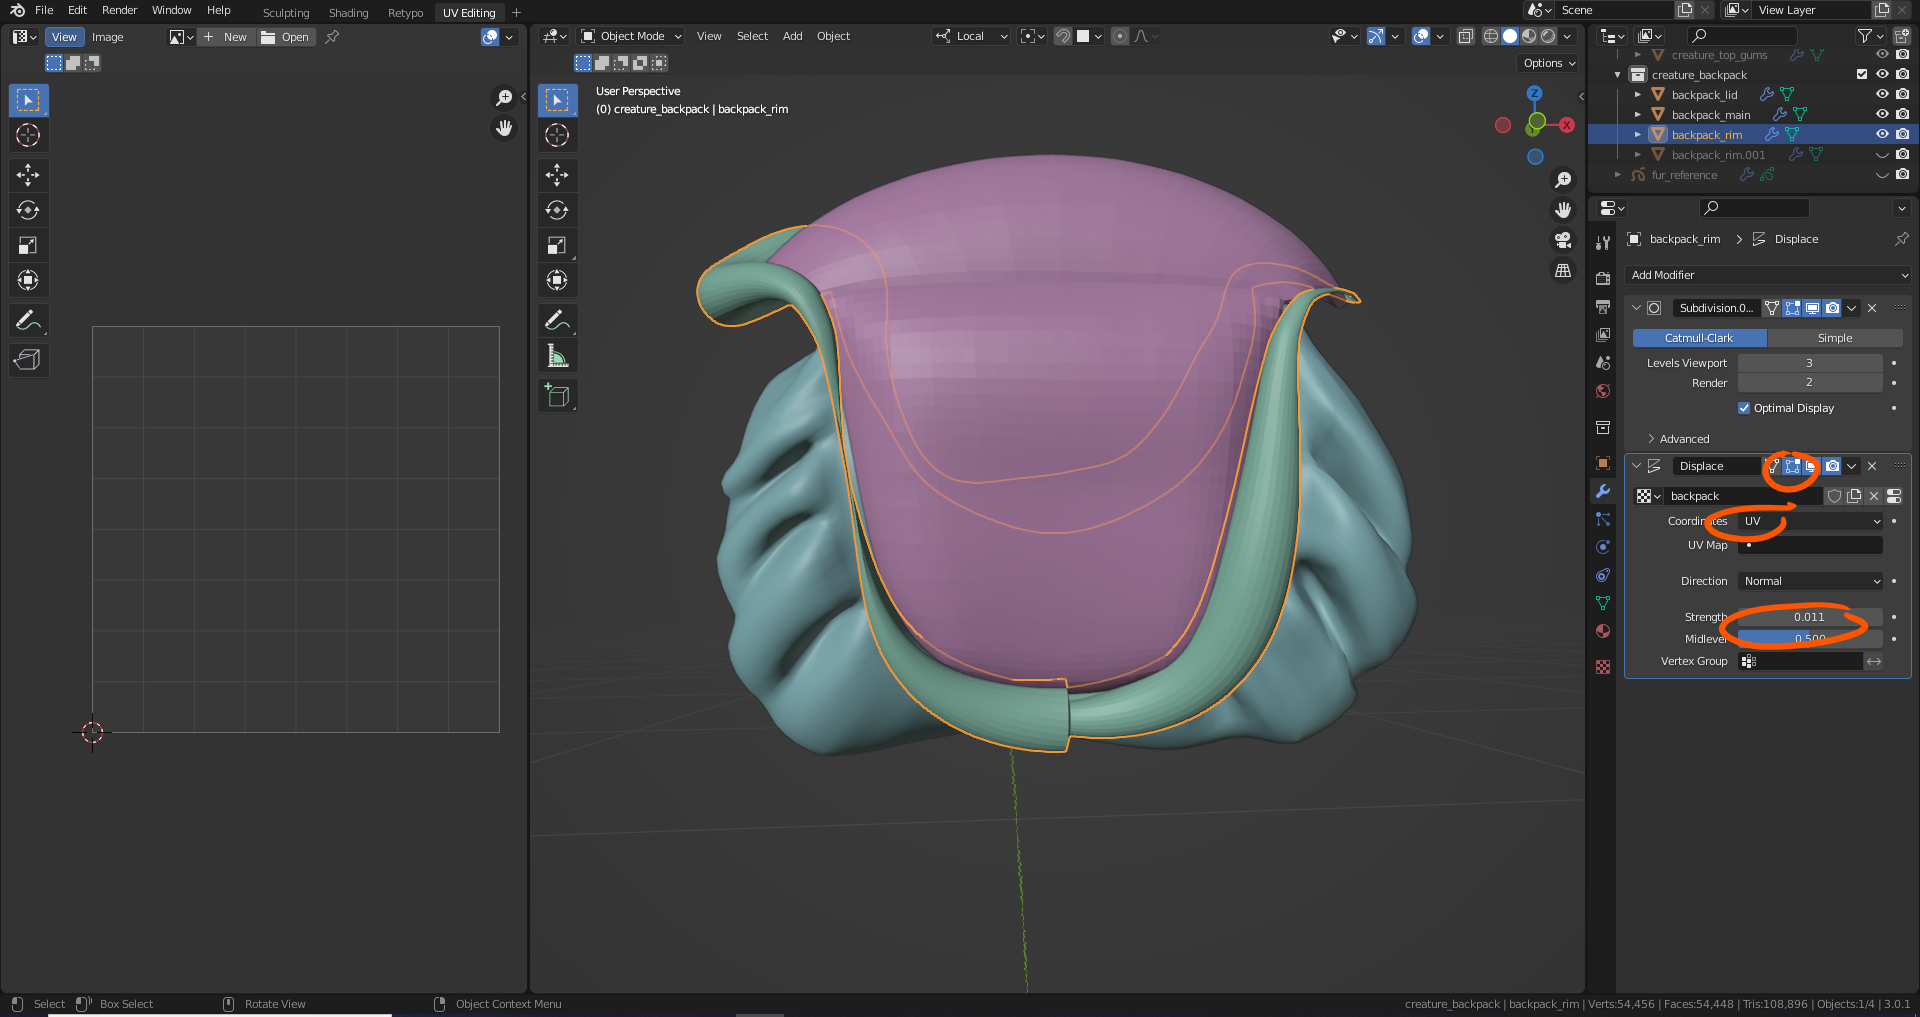 File Edit Render Window Help Sculpting Shading Retypo UV Editing + Scene View Layer
View Image New Open Object Mode View Select Add Object Local
Options
User Perspective
(0) creature_backpack | backpack_rim
Z
X
Y
creature_top_gums
creature_backpack
backpack_lid
backpack_main
backpack_rim
backpack_rim.001
fur_reference
backpack_rim > Displace
Add Modifier
Subdivision.0...
Catmull-Clark Simple
Levels Viewport 3
Render 2
Optimal Display
Advanced
Displace
backpack
Coordinates UV
UV Map
Direction Normal
Strength 0.011
Midlevel 0.500
Vertex Group
Select Box Select Rotate View Object Context Menu creature_backpack | backpack_rim | Verts:54,456 | Faces:54,448 | Tris:108,896 | Objects:1/4 | 3.0.1